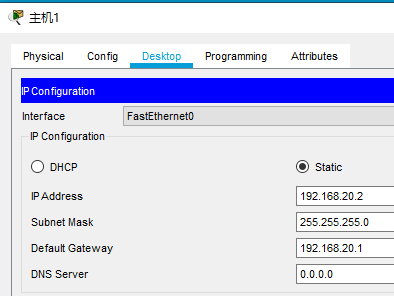 主机1
Physical Config Desktop Programming Attributes
IP Configuration
Interface FastEthernet0
IP Configuration
DHCP Static
IP Address 192.168.20.2
Subnet Mask 255.255.255.0
Default Gateway 192.168.20.1
DNS Server 0.0.0.0